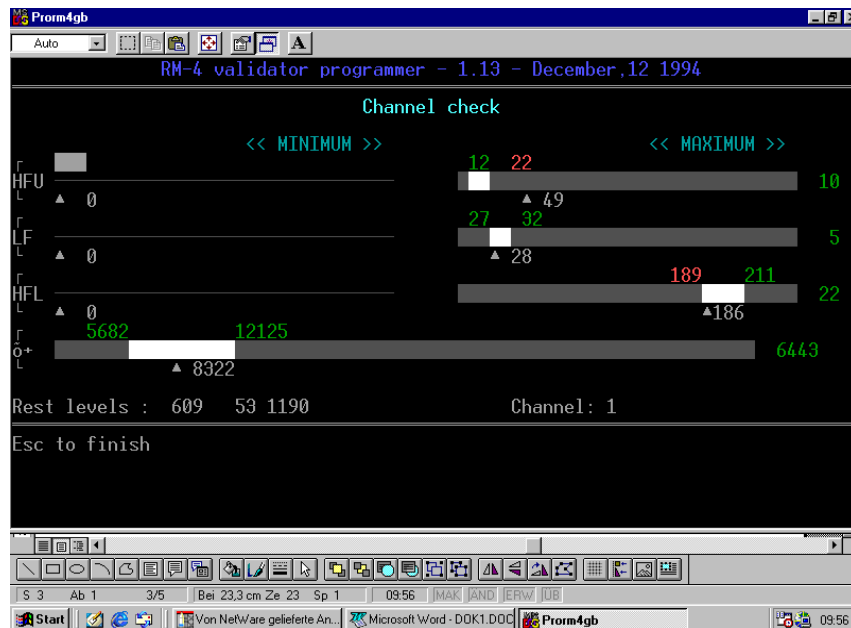 Prorm4gb
Auto
A
RM-4 validator programmer - 1.13 - December,12 1994
Channel check
<< MINIMUM >> << MAXIMUM >>
12 22
HFU 10
0 49
27 32
LF 5
0 28
189 211
HFL 22
0 186
5682 12125
õ+ 6443
8322
Rest levels : 609 53 1190 Channel: 1
Esc to finish
S 3 Ab 1 3/5 Bei 23,3 cm Ze 23 Sp 1 09:56 MAK ÄND ERW ÜB
Start Von NetWare gelieferte An... Microsoft Word - DOK1.DOC Prorm4gb 09:56